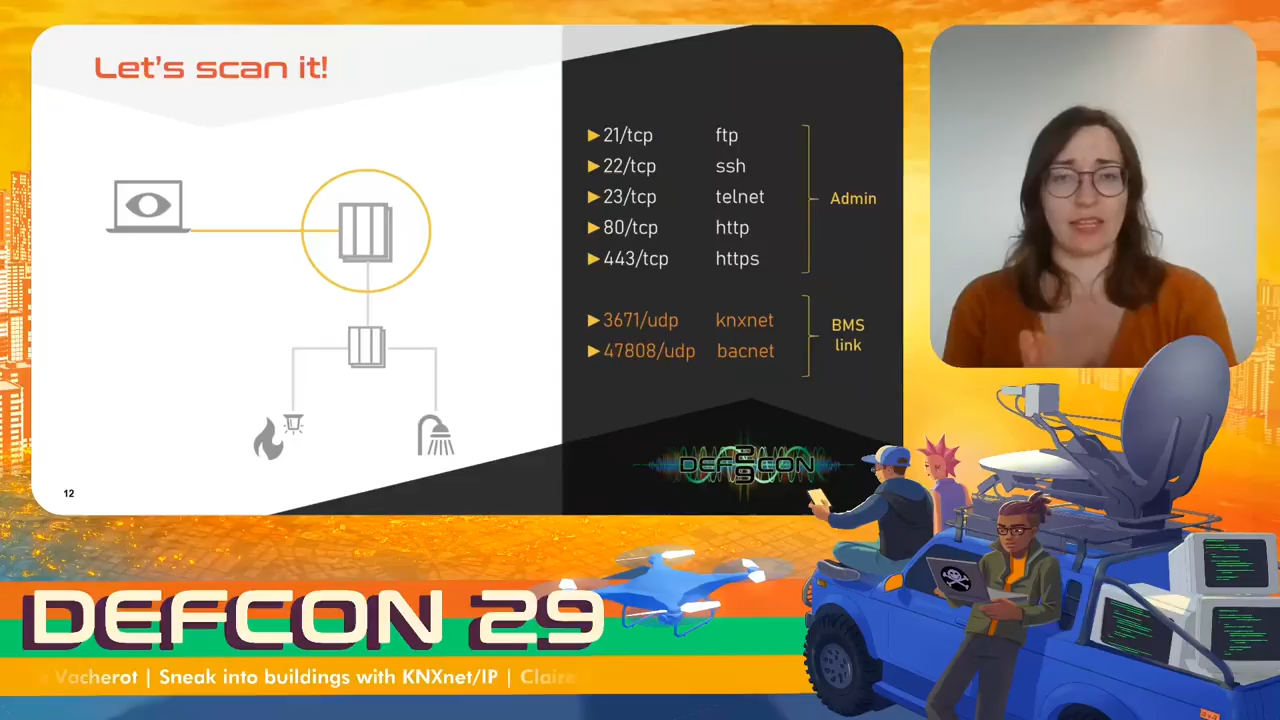 Let's scan it!
▶ 21/tcp ftp
▶ 22/tcp ssh
▶ 23/tcp telnet
▶ 80/tcp http
▶ 443/tcp https
Admin
▶ 3671/udp knxnet
▶ 47808/udp bacnet
BMS
link
DEFCON
29
12
DEFCON 29
Vacherot | Sneak into buildings with KNXnet/IP | Claire